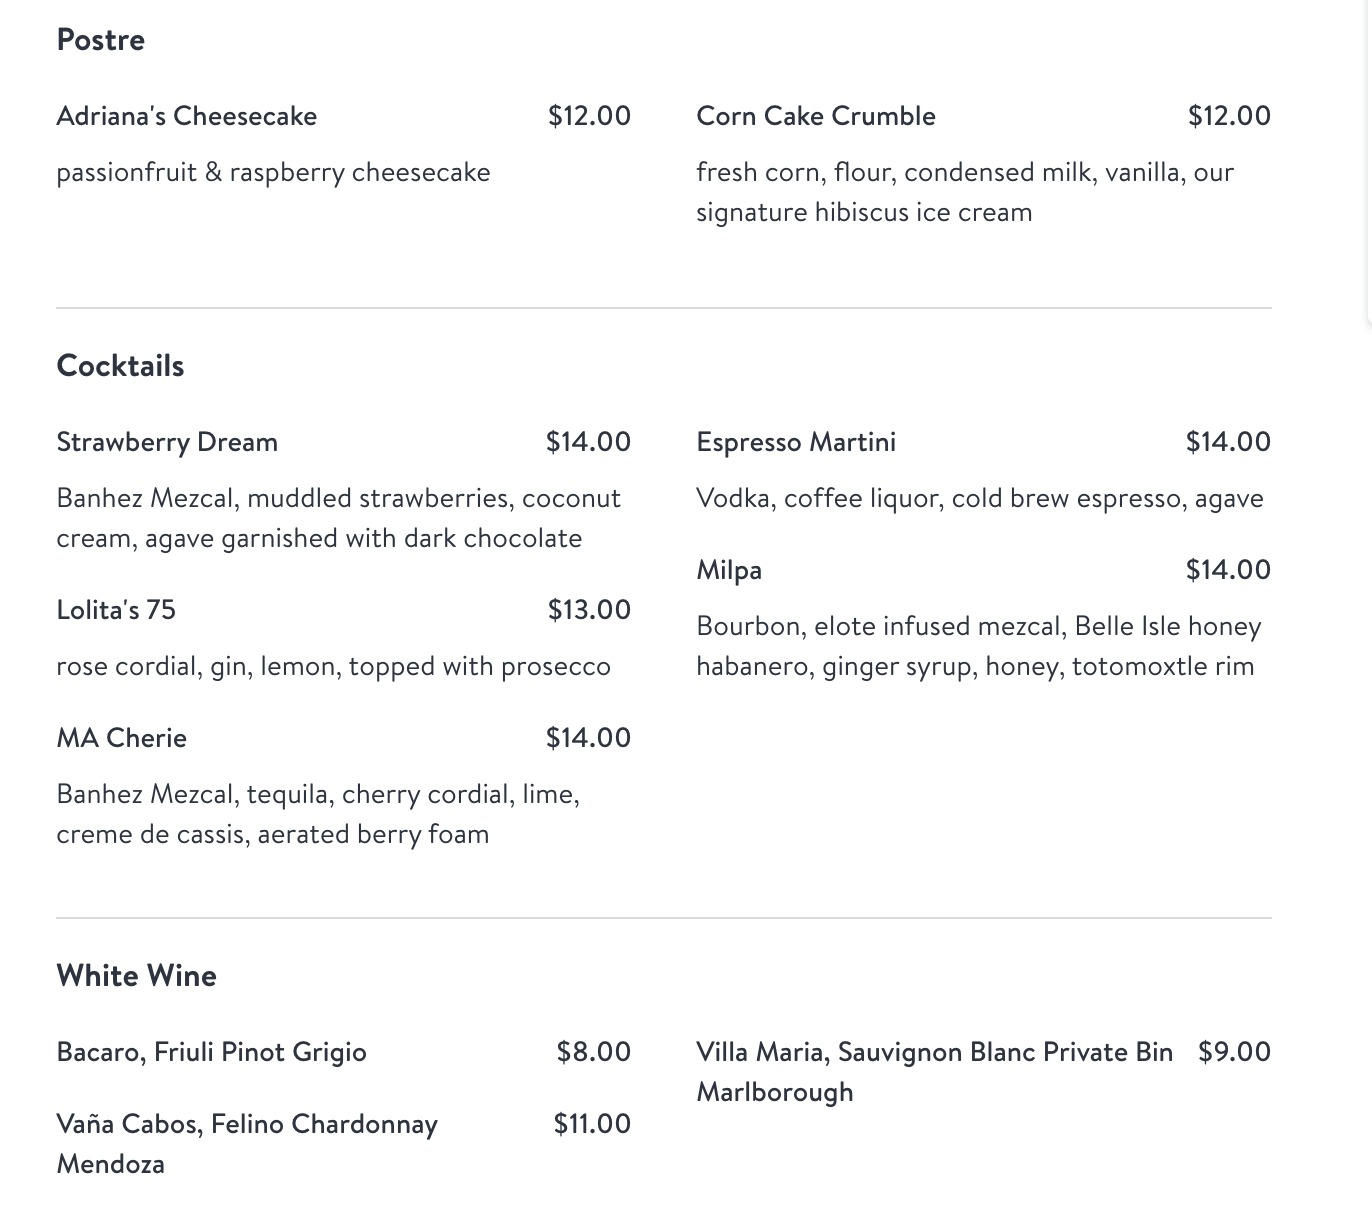 Postre
Adriana's Cheesecake $12.00
passionfruit & raspberry cheesecake
Corn Cake Crumble $12.00
fresh corn, flour, condensed milk, vanilla, our
signature hibiscus ice cream
Cocktails
Strawberry Dream $14.00
Banhez Mezcal, muddled strawberries, coconut
cream, agave garnished with dark chocolate
Lolita's 75 $13.00
rose cordial, gin, lemon, topped with prosecco
MA Cherie $14.00
Banhez Mezcal, tequila, cherry cordial, lime,
creme de cassis, aerated berry foam
Espresso Martini $14.00
Vodka, coffee liquor, cold brew espresso, agave
Milpa $14.00
Bourbon, elote infused mezcal, Belle Isle honey
habanero, ginger syrup, honey, totomoxtle rim
White Wine
Bacaro, Friuli Pinot Grigio $8.00
Vaña Cabos, Felino Chardonnay $11.00
Mendoza
Villa Maria, Sauvignon Blanc Private Bin $9.00
Marlborough